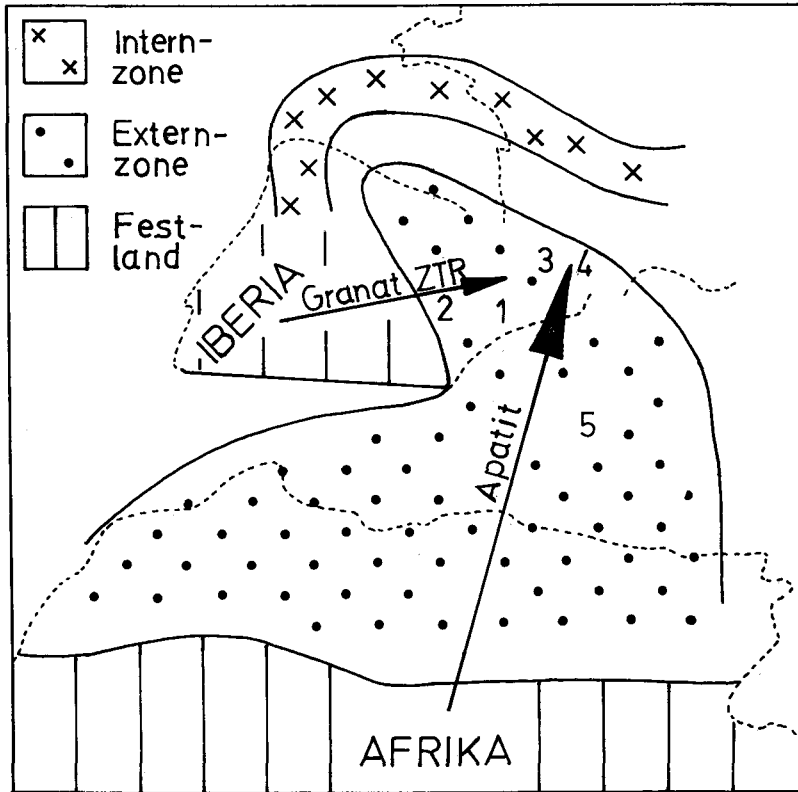 Intern-
zone
Extern-
zone
Fest-
land
IBERIA
Granat ZTR
3
4
2
1
5
Apatit
AFRIKA